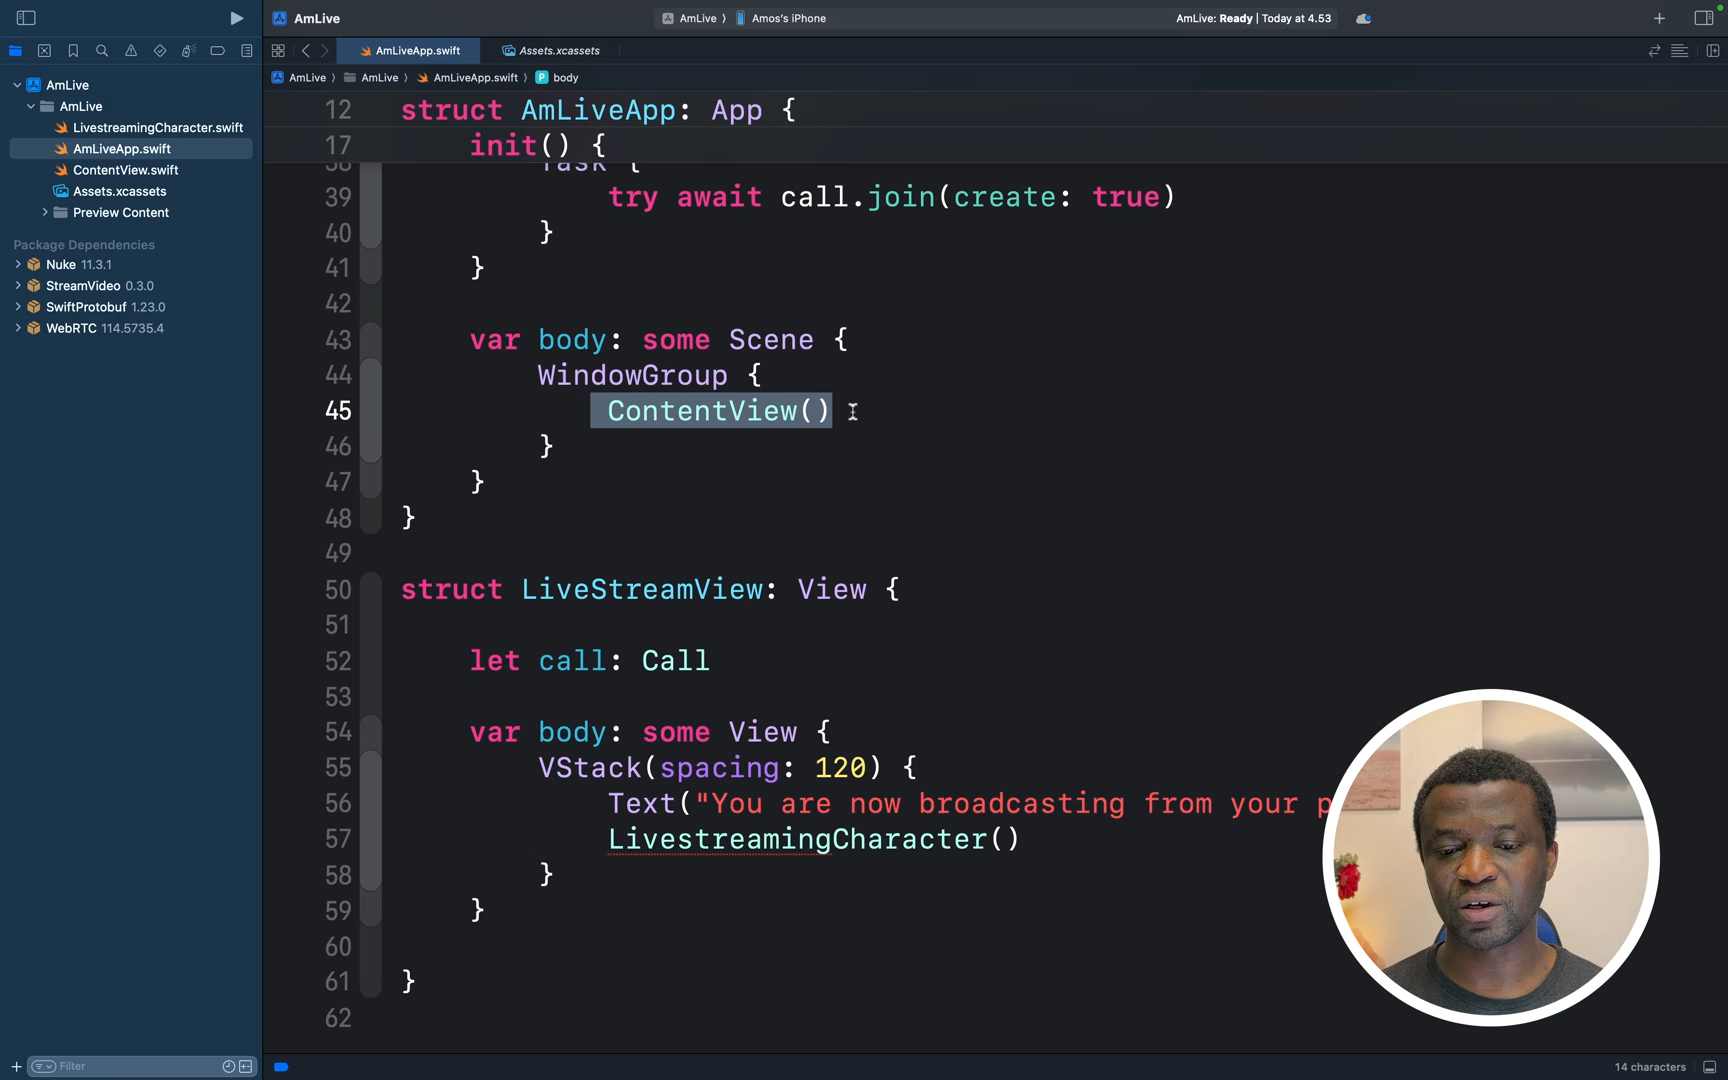 AmLive
AmLive 〉 Amos's iPhone
AmLive: Ready | Today at 4.53
AmLiveApp.swift
Assets.xcassets
AmLive 〉 AmLive 〉 AmLiveApp.swift 〉 P body
AmLive
AmLive
LivestreamingCharacter.swift
AmLiveApp.swift
ContentView.swift
Assets.xcassets
Preview Content
Package Dependencies
Nuke 11.3.1
StreamVideo 0.3.0
SwiftProtobuf 1.23.0
WebRTC 114.5735.4
Filter
12 struct AmLiveApp: App {
17 init() {
38 Task {
39 try await call.join(create: true)
40 }
41 }
42
43 var body: some Scene {
44 WindowGroup {
45 ContentView()
46 }
47 }
48 }
49
50 struct LiveStreamView: View {
51
52 let call: Call
53
54 var body: some View {
55 VStack(spacing: 120) {
56 Text("You are now broadcasting from your p
57 LivestreamingCharacter()
58 }
59 }
60
61 }
62
14 characters